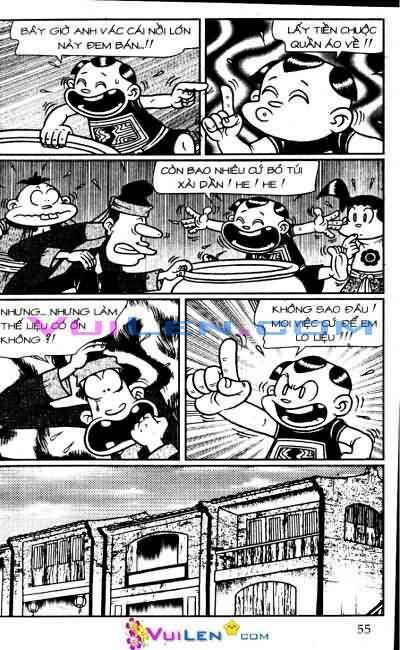 BÂY GIỜ ANH VÁC CÁI NỒI LỚN
NÀY ĐEM BÁN...!!
LẤY TIỀN CHUỘC
QUẦN ÁO VỀ !!
CÒN BAO NHIÊU CỨ BỎ TÚI
XÀI DẦN ! HE ! HE !
NHƯNG... NHƯNG LÀM
THẾ LIỆU CÓ ỔN
KHÔNG ?!
KHÔNG SAO ĐÂU !
MỌI VIỆC CỨ ĐỂ EM
LO LIỆU !!!
VUILEN.COM
55
VUILEN.COM